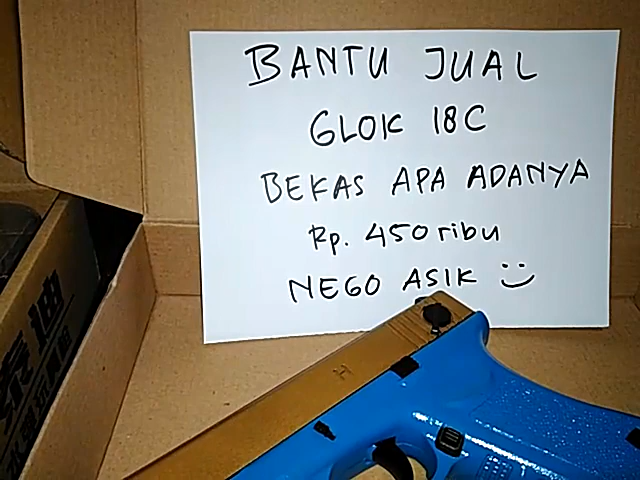 BANTU JUAL
GLOK 18C
BEKAS APA ADANYA
Rp. 450 ribu
NEGO ASIK :)
H